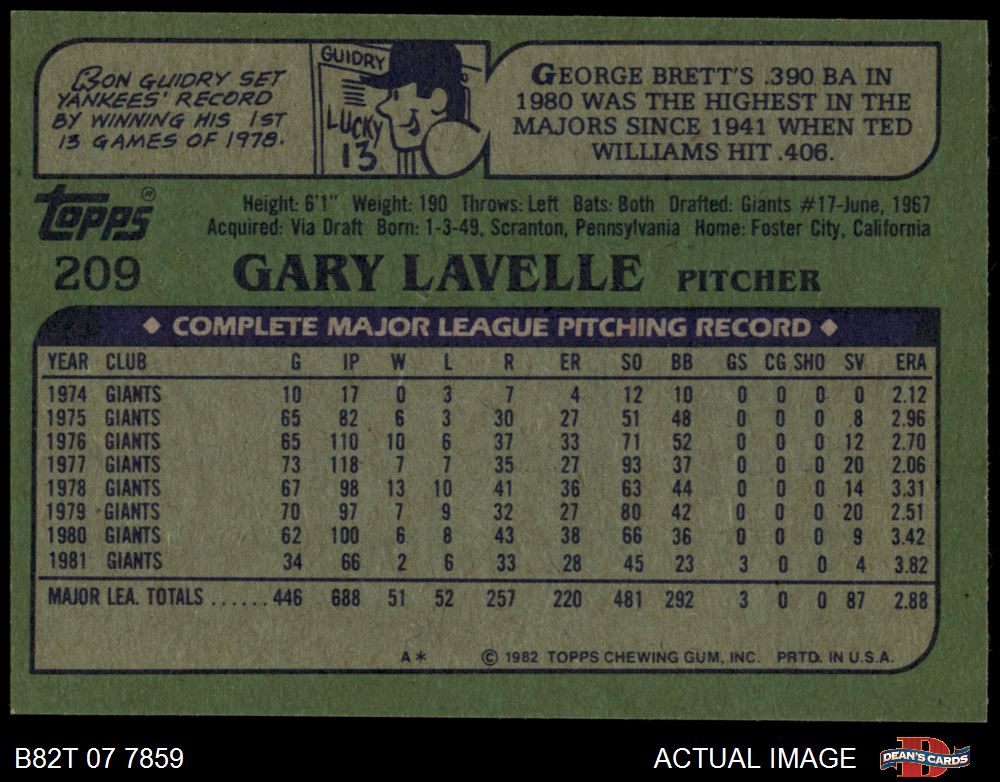 RON GUIDRY SET
YANKEES' RECORD
BY WINNING HIS 1ST
13 GAMES OF 1978.
GUIDRY
LUCKY
13
GEORGE BRETT'S .390 BA IN
1980 WAS THE HIGHEST IN THE
MAJORS SINCE 1941 WHEN TED
WILLIAMS HIT .406.
Topps®
Height: 6'1" Weight: 190 Throws: Left Bats: Both Drafted: Giants #17-June, 1967
Acquired: Via Draft Born: 1-3-49, Scranton, Pennsylvania Home: Foster City, California
209 GARY LAVELLE PITCHER
◆ COMPLETE MAJOR LEAGUE PITCHING RECORD ◆
YEAR CLUB G IP W L R ER SO BB GS CG SHO SV ERA
1974 GIANTS 10 17 0 3 7 4 12 10 0 0 0 0 2.12
1975 GIANTS 65 82 6 3 30 27 51 48 0 0 0 8 2.96
1976 GIANTS 65 110 10 6 37 33 71 52 0 0 0 12 2.70
1977 GIANTS 73 118 7 7 35 27 93 37 0 0 0 20 2.06
1978 GIANTS 67 98 13 10 41 36 63 44 0 0 0 14 3.31
1979 GIANTS 70 97 7 9 32 27 80 42 0 0 0 20 2.51
1980 GIANTS 62 100 6 8 43 38 66 36 0 0 0 9 3.42
1981 GIANTS 34 66 2 6 33 28 45 23 3 0 0 4 3.82
MAJOR LEA. TOTALS ...... 446 688 51 52 257 220 481 292 3 0 0 87 2.88
A* © 1982 TOPPS CHEWING GUM, INC. PRTD. IN U.S.A.
B82T 07 7859 ACTUAL IMAGE DEAN'S CARDS